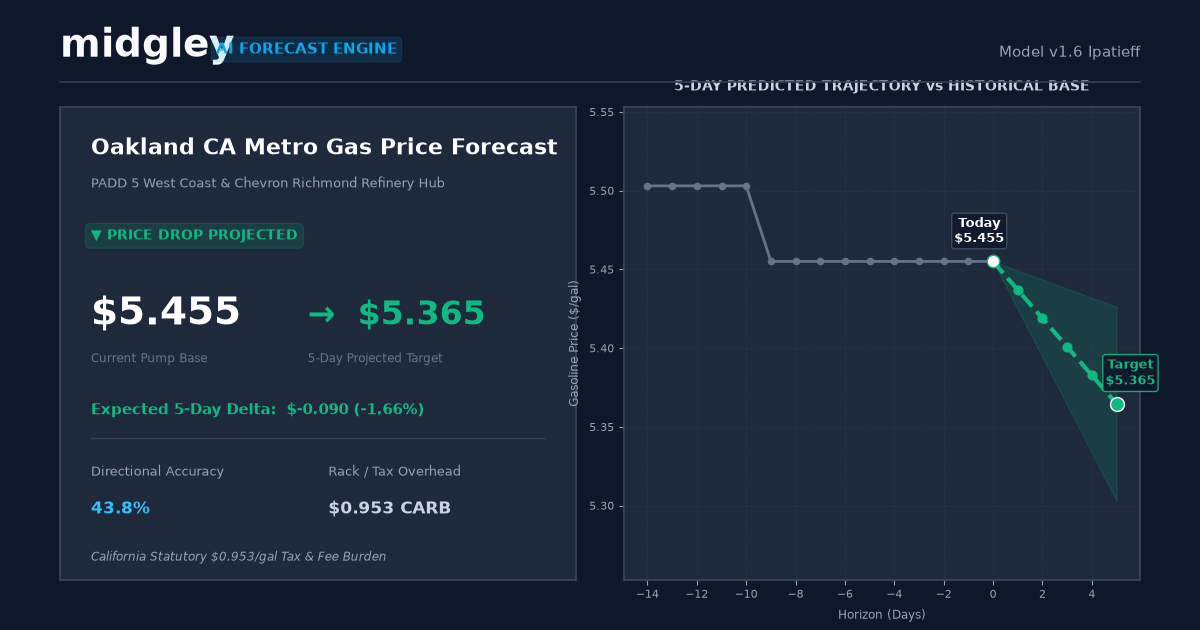 midgley
AI FORECAST ENGINE
Model v1.6 Ipatieff
Oakland CA Metro Gas Price Forecast
PADD 5 West Coast & Chevron Richmond Refinery Hub
▼ PRICE DROP PROJECTED
$5.455 → $5.365
Current Pump Base
5-Day Projected Target
Expected 5-Day Delta: $-0.090 (-1.66%)
Directional Accuracy
Rack / Tax Overhead
43.8%
$0.953 CARB
California Statutory $0.953/gal Tax & Fee Burden
5-DAY PREDICTED TRAJECTORY vs HISTORICAL BASE
Gasoline Price ($/gal)
5.55
5.50
5.45
5.40
5.35
5.30
Today
$5.455
Target
$5.365
−14 −12 −10 −8 −6 −4 −2 0 2 4
Horizon (Days)